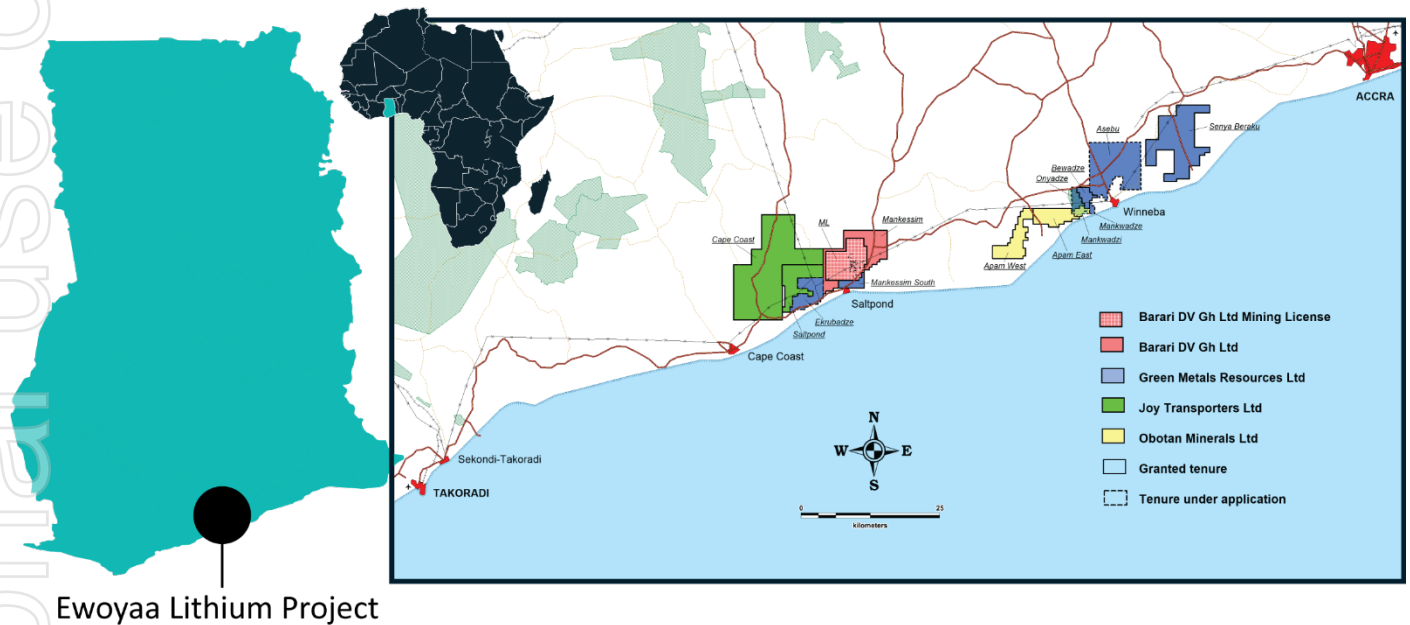 Ewoyaa Lithium Project
ACCRA
Senya Beraku
Asebu
Bewadze
Onyadze
Winneba
Mankwadze
Mankwadzi
Apam East
Apam West
Mankessim
ML
Cape Coast
Mankessim South
Saltpond
Ekrubadze
Saltpond
Cape Coast
Sekondi-Takoradi
TAKORADI
N
W E
S
0 25
kilometers
Barari DV Gh Ltd Mining License
Barari DV Gh Ltd
Green Metals Resources Ltd
Joy Transporters Ltd
Obotan Minerals Ltd
Granted tenure
Tenure under application